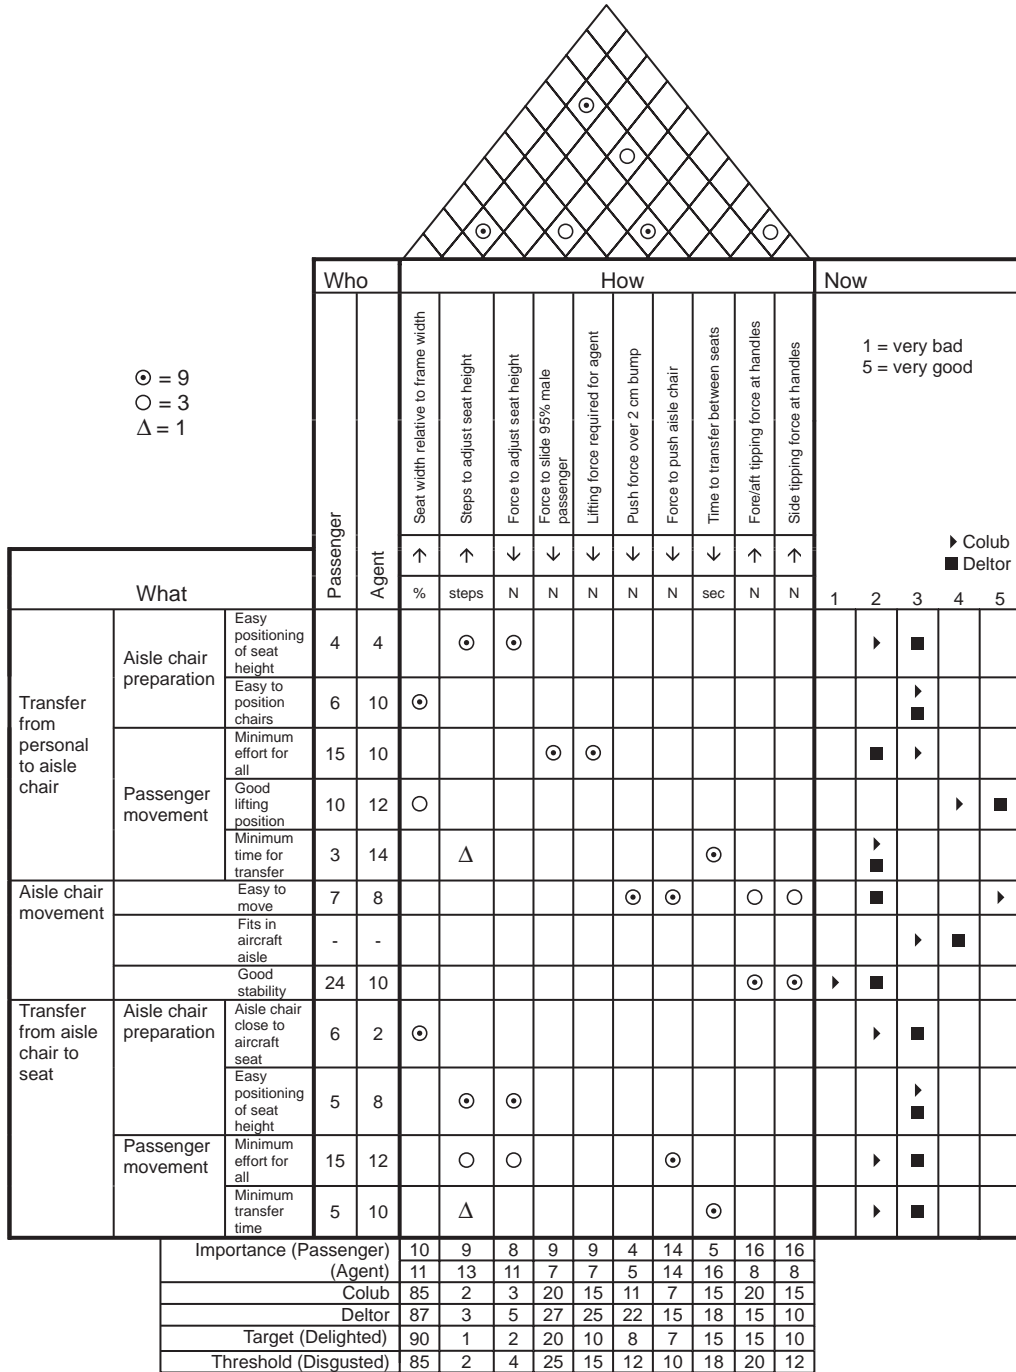 Who
How
Now
⊙ = 9
○ = 3
Δ = 1
Passenger
Agent
Seat width relative to frame width
Steps to adjust seat height
Force to adjust seat height
Force to slide 95% male
passenger
Lifting force required for agent
Push force over 2 cm bump
Force to push aisle chair
Time to transfer between seats
Fore/aft tipping force at handles
Side tipping force at handles
1 = very bad
5 = very good
Colub
Deltor
↑ ↑ ↓ ↓ ↓ ↓ ↓ ↓ ↑ ↑
What
% steps N N N N N sec N N
1 2 3 4 5
Transfer
from
personal
to aisle
chair
Aisle chair
preparation
Easy
positioning
of seat
height
4 4 ⊙ ⊙
Easy to
position
chairs
6 10 ⊙
Passenger
movement
Minimum
effort for
all
15 10 ⊙ ⊙
Good
lifting
position
10 12 ○
Minimum
time for
transfer
3 14 Δ ⊙
Aisle chair
movement
Easy to
move
7 8 ⊙ ⊙ ○ ○
Fits in
aircraft
aisle
- -
Good
stability
24 10 ⊙ ⊙
Transfer
from aisle
chair to
seat
Aisle chair
preparation
Aisle chair
close to
aircraft
seat
6 2 ⊙
Easy
positioning
of seat
height
5 8 ⊙ ⊙
Passenger
movement
Minimum
effort for
all
15 12 ○ ○ ⊙
Minimum
transfer
time
5 10 Δ ⊙
Importance (Passenger) 10 9 8 9 9 4 14 5 16 16
(Agent) 11 13 11 7 7 5 14 16 8 8
Colub 85 2 3 20 15 11 7 15 20 15
Deltor 87 3 5 27 25 22 15 18 15 10
Target (Delighted) 90 1 2 20 10 8 7 15 15 10
Threshold (Disgusted) 85 2 4 25 15 12 10 18 20 12